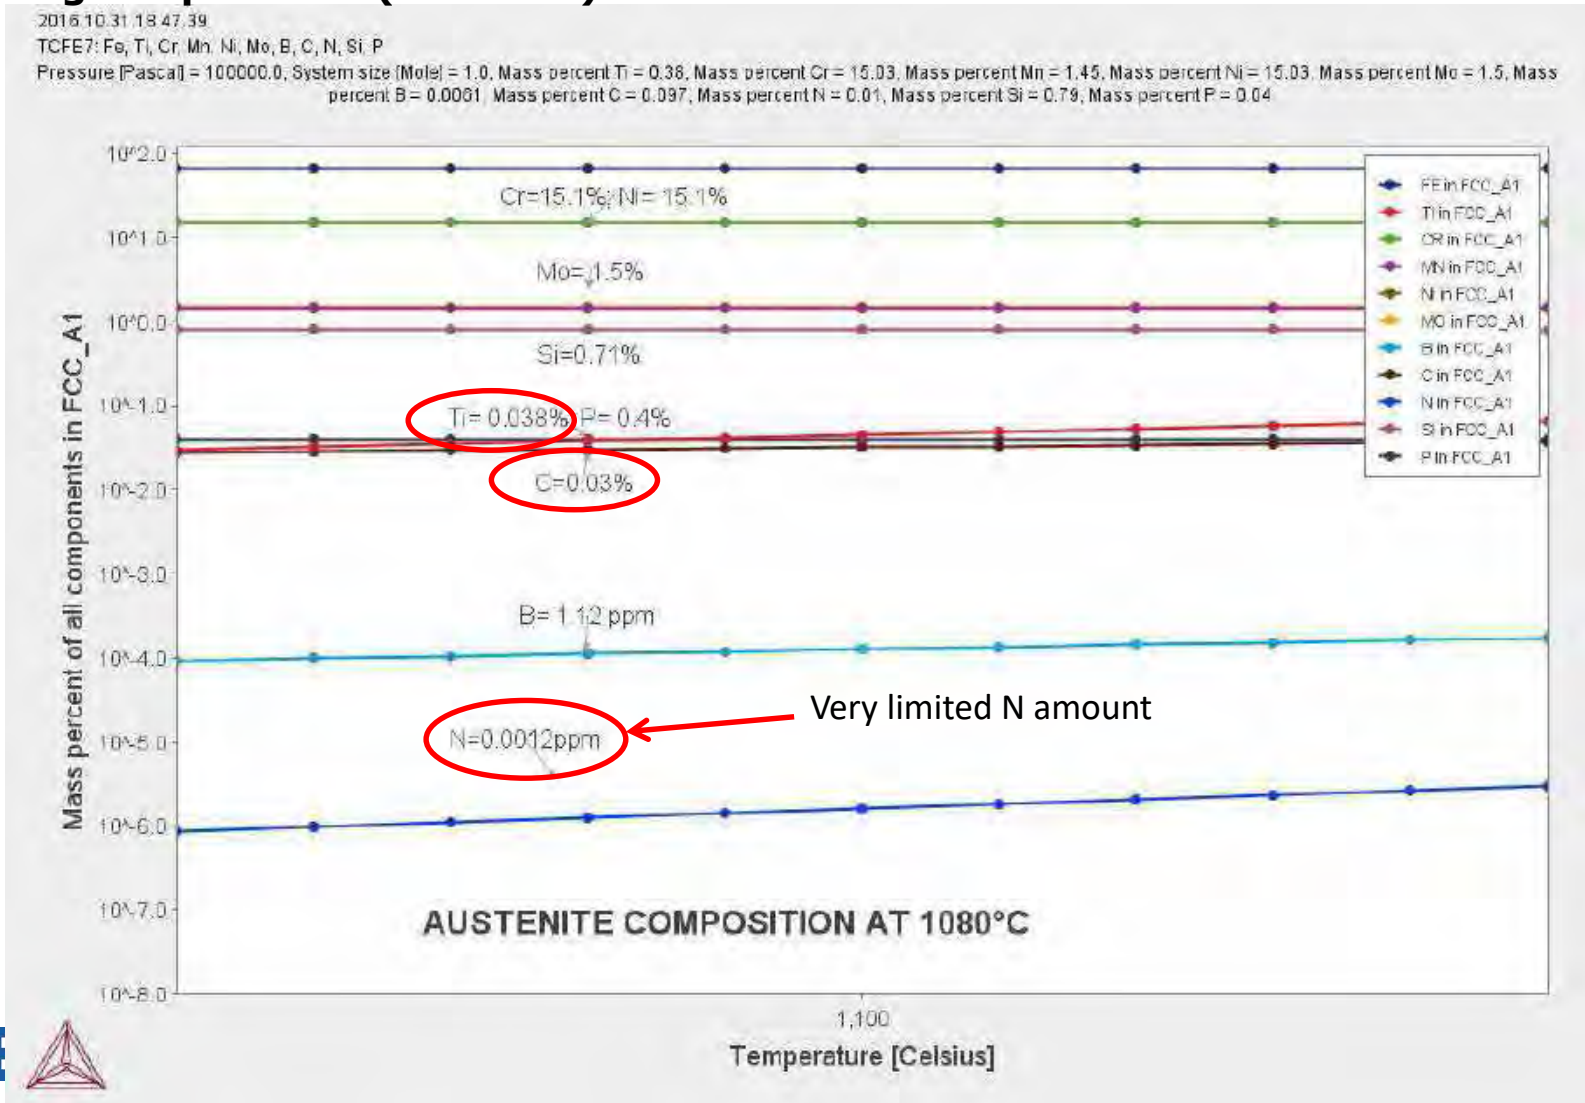 2016.10.31 18.47.39
TCFE7: Fe, Ti, Cr, Mn, Ni, Mo, B, C, N, Si, P
Pressure [Pascal] = 100000.0, System size [Mole] = 1.0, Mass percent Ti = 0.38, Mass percent Cr = 15.03, Mass percent Mn = 1.45, Mass percent Ni = 15.03, Mass percent Mo = 1.5, Mass
percent B = 0.0061, Mass percent C = 0.097, Mass percent N = 0.01, Mass percent Si = 0.79, Mass percent P = 0.04
10^2.0
10^1.0
10^0.0
10^-1.0
10^-2.0
10^-3.0
10^-4.0
10^-5.0
10^-6.0
10^-7.0
10^-8.0
Mass percent of all components in FCC_A1
Cr=15.1%; Ni= 15.1%
Mo= 1.5%
Si=0.71%
Ti= 0.038% P= 0.4%
C=0.03%
B= 1.12 ppm
Very limited N amount
N=0.0012ppm
AUSTENITE COMPOSITION AT 1080°C
FE in FCC_A1
TI in FCC_A1
CR in FCC_A1
MN in FCC_A1
NI in FCC_A1
MO in FCC_A1
B in FCC_A1
C in FCC_A1
N in FCC_A1
SI in FCC_A1
P in FCC_A1
1,100
Temperature [Celsius]